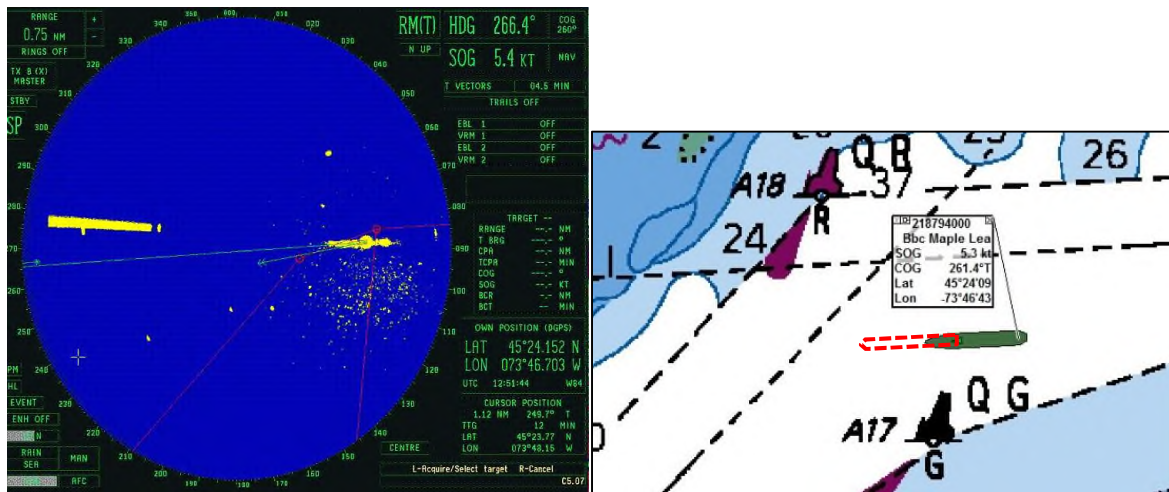 RANGE
0.75 NM
+
-
RINGS OFF
TX B (X)
MASTER
STBY
SP
RM(T)
N UP
HDG 266.4°
COG
266°
SOG 5.4 KT
NAV
T VECTORS 04.5 MIN
TRAILS OFF
EBL 1 OFF
VRM 1 OFF
EBL 2 OFF
VRM 2 OFF
TARGET --
RANGE ---.- NM
T BRG ---.- °
CPA ---.- NM
TCPA ---.- MIN
COG ---.- °
SOG ---.- KT
BCR ---.- NM
BCT ---.- MIN
OWN POSITION (DGPS)
LAT 45°24.152 N
LON 073°46.703 W
UTC 12:51:44 W84
CURSOR POSITION
1.12 NM 249.7° T
TTG 12 MIN
LAT 45°23.77 N
LON 073°48.15 W
PM
HL
EVENT
ENH OFF
RAIN
SEA
MAN
AFC
CENTRE
L-Acquire/Select target R-Cancel
C5.07
340
350
000
010
020
030
040
050
060
070
080
090
100
110
120
130
140
150
160
180
190
200
210
220
230
240
250
260
270
280
290
300
310
320
330
2
25
26
Q R
A18
37
R
24
218794000
Bbc Maple Lea
SOG 5.3 kt
COG 261.4°T
Lat 45°24'09
Lon -73°46'43
Q G
A17
G